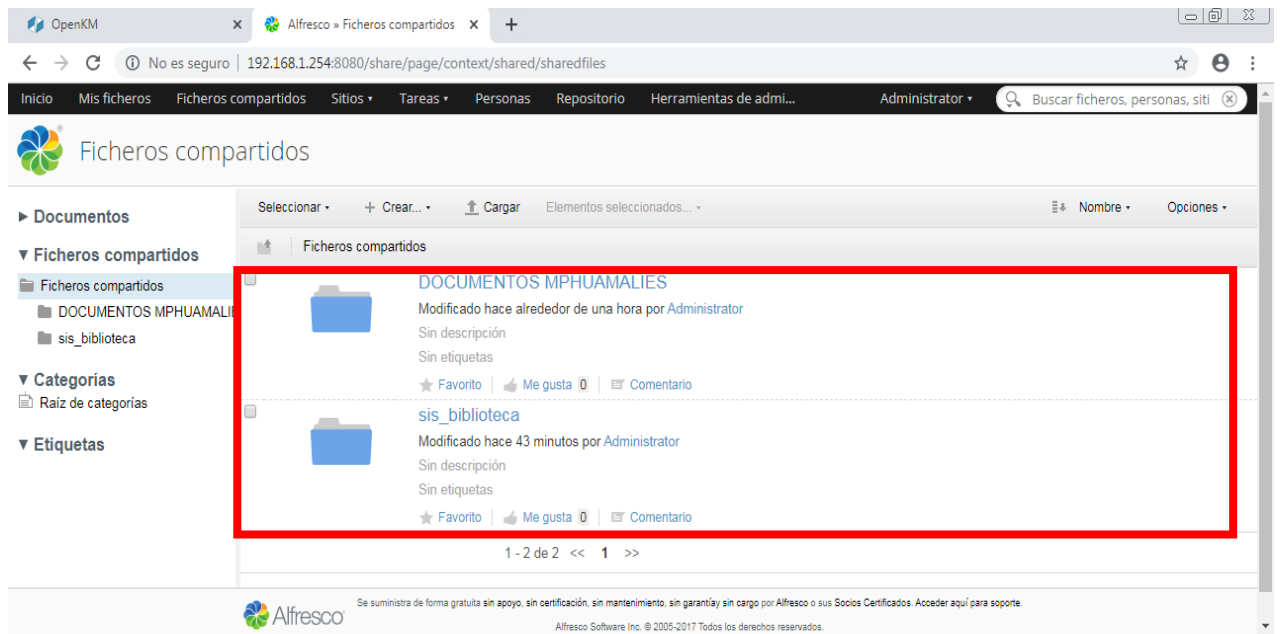 OpenKM
Alfresco » Ficheros compartidos
No es seguro | 192.168.1.254:8080/share/page/context/shared/sharedfiles
Inicio Mis ficheros Ficheros compartidos Sitios Tareas Personas Repositorio Herramientas de admi... Administrator Buscar ficheros, personas, siti
Ficheros compartidos
Documentos
Ficheros compartidos
Ficheros compartidos
DOCUMENTOS MPHUAMALIE
sis_biblioteca
Categorías
Raíz de categorías
Etiquetas
Seleccionar + Crear... Cargar Elementos seleccionados... Nombre Opciones
Ficheros compartidos
DOCUMENTOS MPHUAMALIES
Modificado hace alrededor de una hora por Administrator
Sin descripción
Sin etiquetas
Favorito Me gusta 0 Comentario
sis_biblioteca
Modificado hace 43 minutos por Administrator
Sin descripción
Sin etiquetas
Favorito Me gusta 0 Comentario
1 - 2 de 2 << 1 >>
Alfresco
Se suministra de forma gratuita sin apoyo, sin certificación, sin mantenimiento, sin garantíay sin cargo por Alfresco o sus Socios Certificados. Acceder aquí para soporte.
Alfresco Software Inc. © 2005-2017 Todos los derechos reservados.